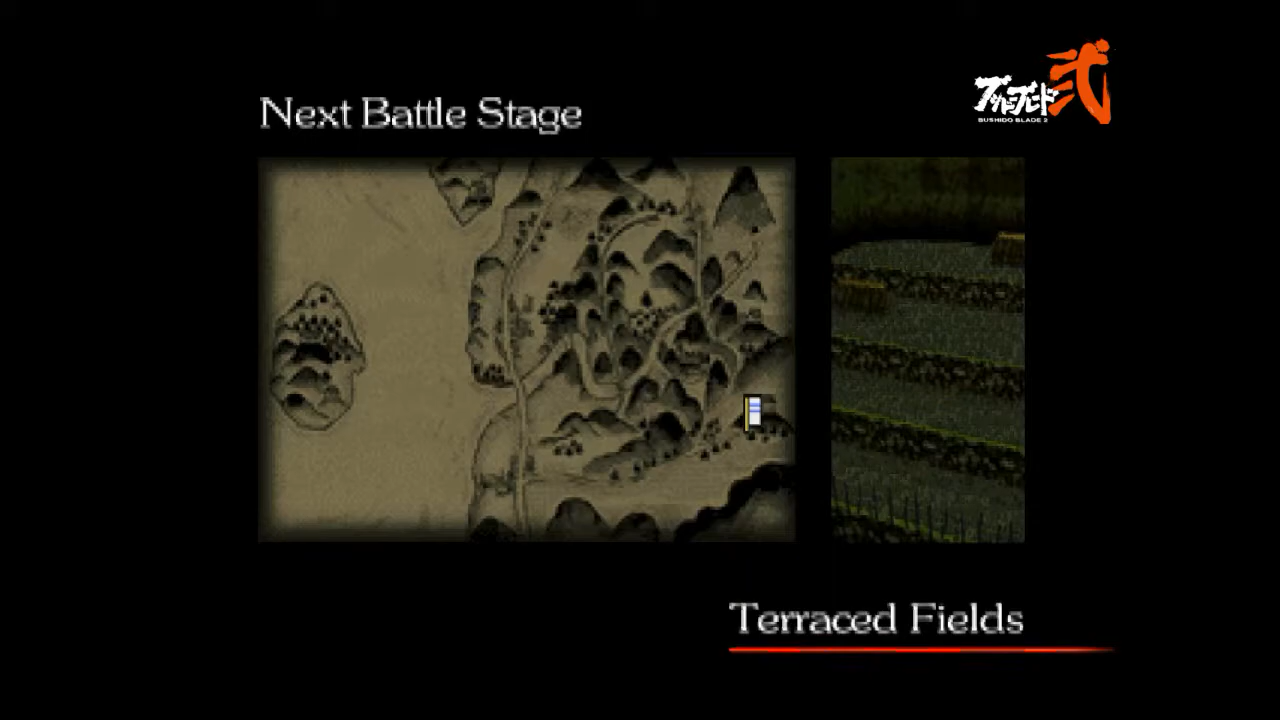 Next Battle Stage
ブシドーブレード弐
BUSHIDO BLADE 2
Terraced Fields